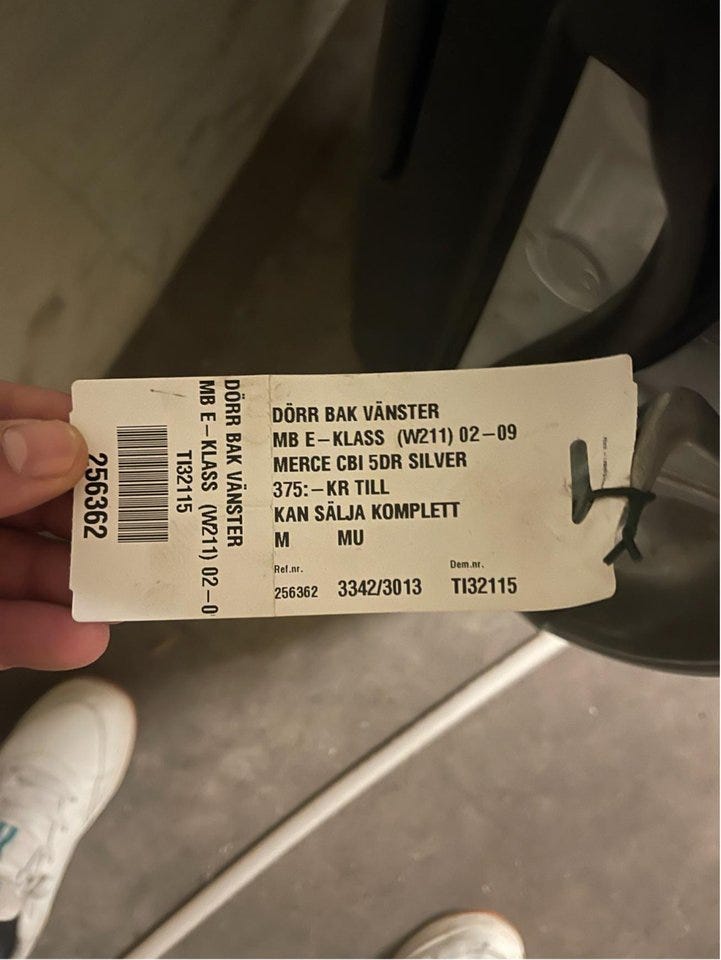 DÖRR BAK VÄNSTER
MB E-KLASS (W211) 02-09
MERCE CBI 5DR SILVER
375:-KR TILL
KAN SÄLJA KOMPLETT
M MU
Ref.nr. Dem.nr.
256362 3342/3013 TI32115
DÖRR BAK VÄNSTER
MB E-KLASS (W211) 02-0
TI32115
256362